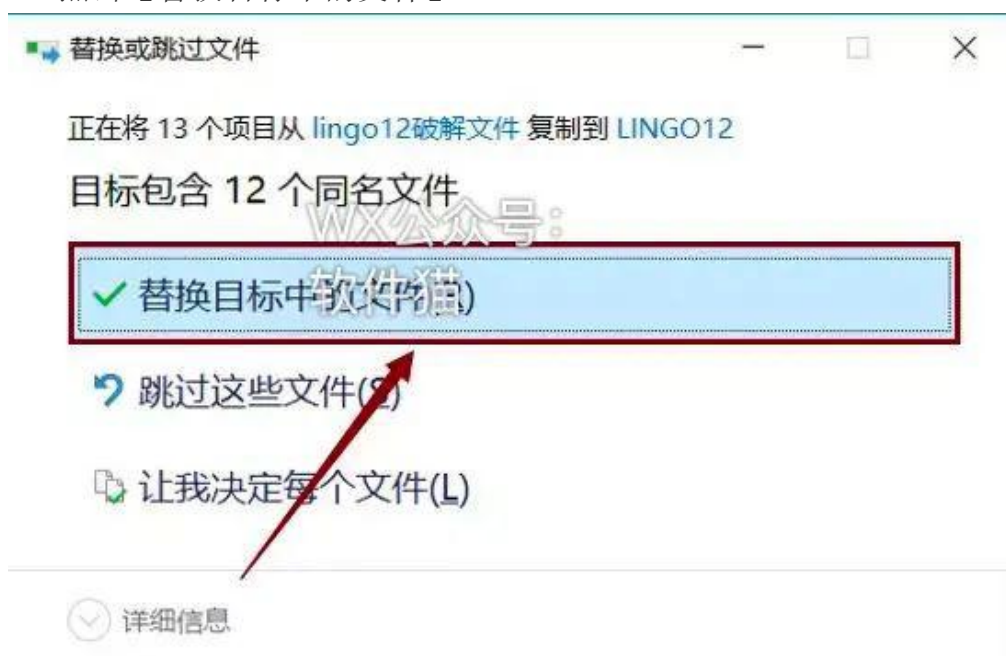 替换或跳过文件
正在将 13 个项目从 lingo12破解文件 复制到 LINGO12
目标包含 12 个同名文件
WX公众号:
软件猫
替换目标中的文件(R)
跳过这些文件(S)
让我决定每个文件(L)
详细信息